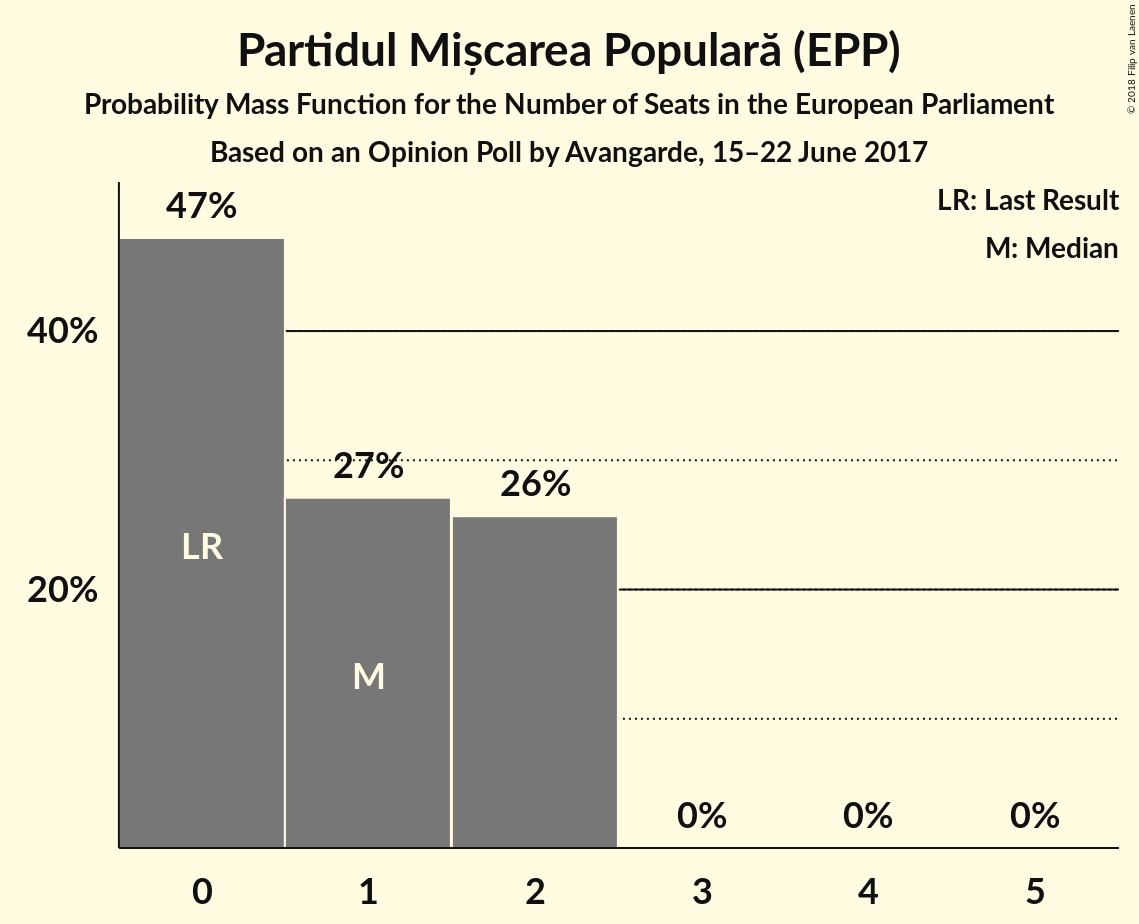 Partidul Mișcarea Populară (EPP)
Probability Mass Function for the Number of Seats in the European Parliament
Based on an Opinion Poll by Avangarde, 15–22 June 2017
© 2018 Filip van Laenen
LR: Last Result
M: Median
47%
40%
27%
26%
LR
20%
M
0% 0% 0%
0 1 2 3 4 5